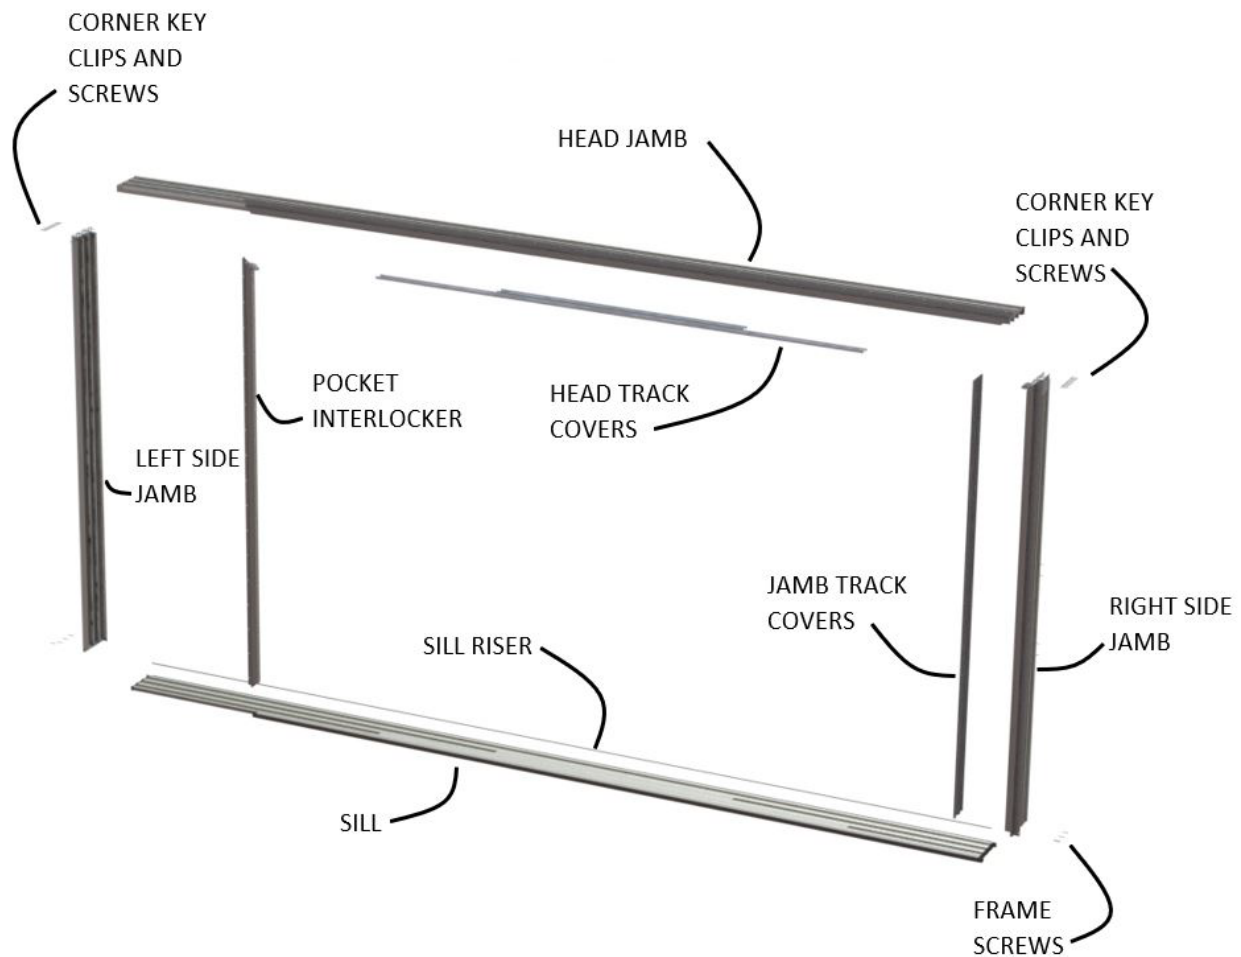 CORNER KEY
CLIPS AND
SCREWS
HEAD JAMB
CORNER KEY
CLIPS AND
SCREWS
POCKET
INTERLOCKER
HEAD TRACK
COVERS
LEFT SIDE
JAMB
JAMB TRACK
COVERS
RIGHT SIDE
JAMB
SILL RISER
SILL
FRAME
SCREWS